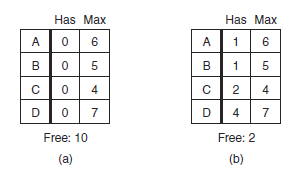 Has Max
A 0 6
B 0 5
C 0 4
D 0 7
Free: 10
(a)
Has Max
A 1 6
B 1 5
C 2 4
D 4 7
Free: 2
(b)